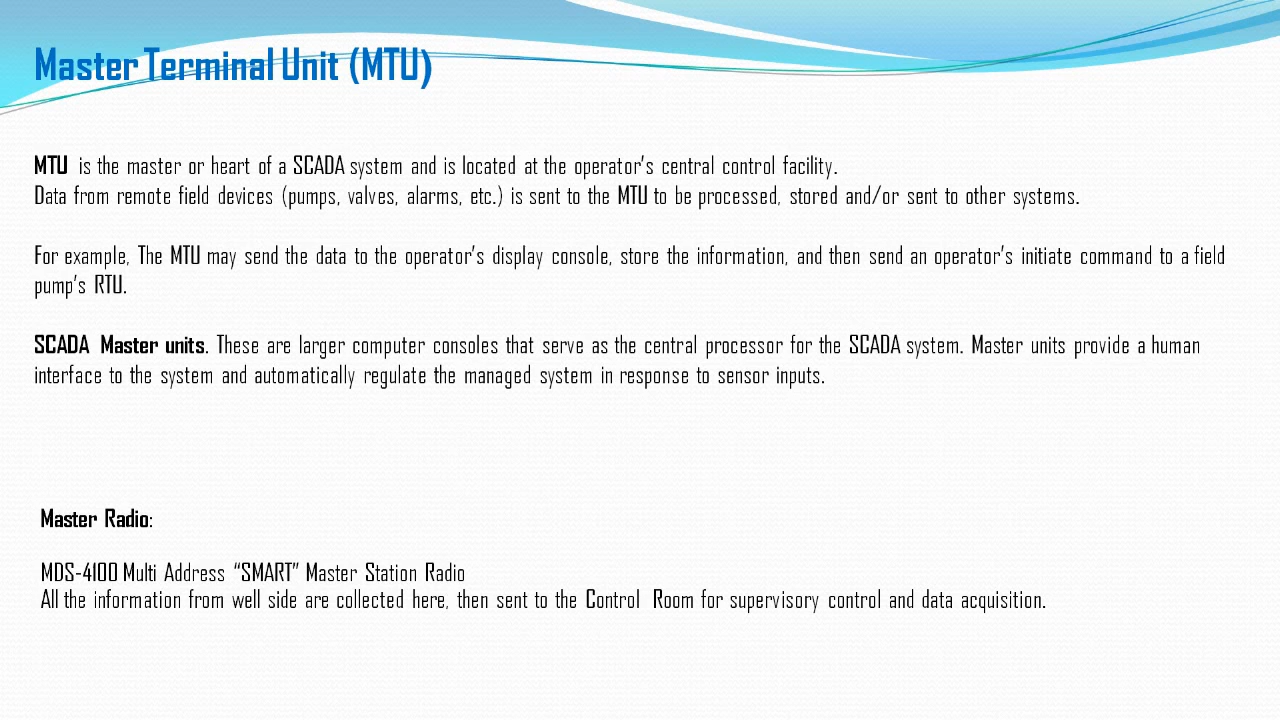 Master Terminal Unit (MTU)
MTU is the master or heart of a SCADA system and is located at the operator's central control facility.
Data from remote field devices (pumps, valves, alarms, etc.) is sent to the MTU to be processed, stored and/or sent to other systems.
For example, The MTU may send the data to the operator's display console, store the information, and then send an operator's initiate command to a field
pump's RTU.
SCADA Master units. These are larger computer consoles that serve as the central processor for the SCADA system. Master units provide a human
interface to the system and automatically regulate the managed system in response to sensor inputs.
Master Radio:
MDS-4100 Multi Address “SMART” Master Station Radio
All the information from well side are collected here, then sent to the Control Room for supervisory control and data acquisition.